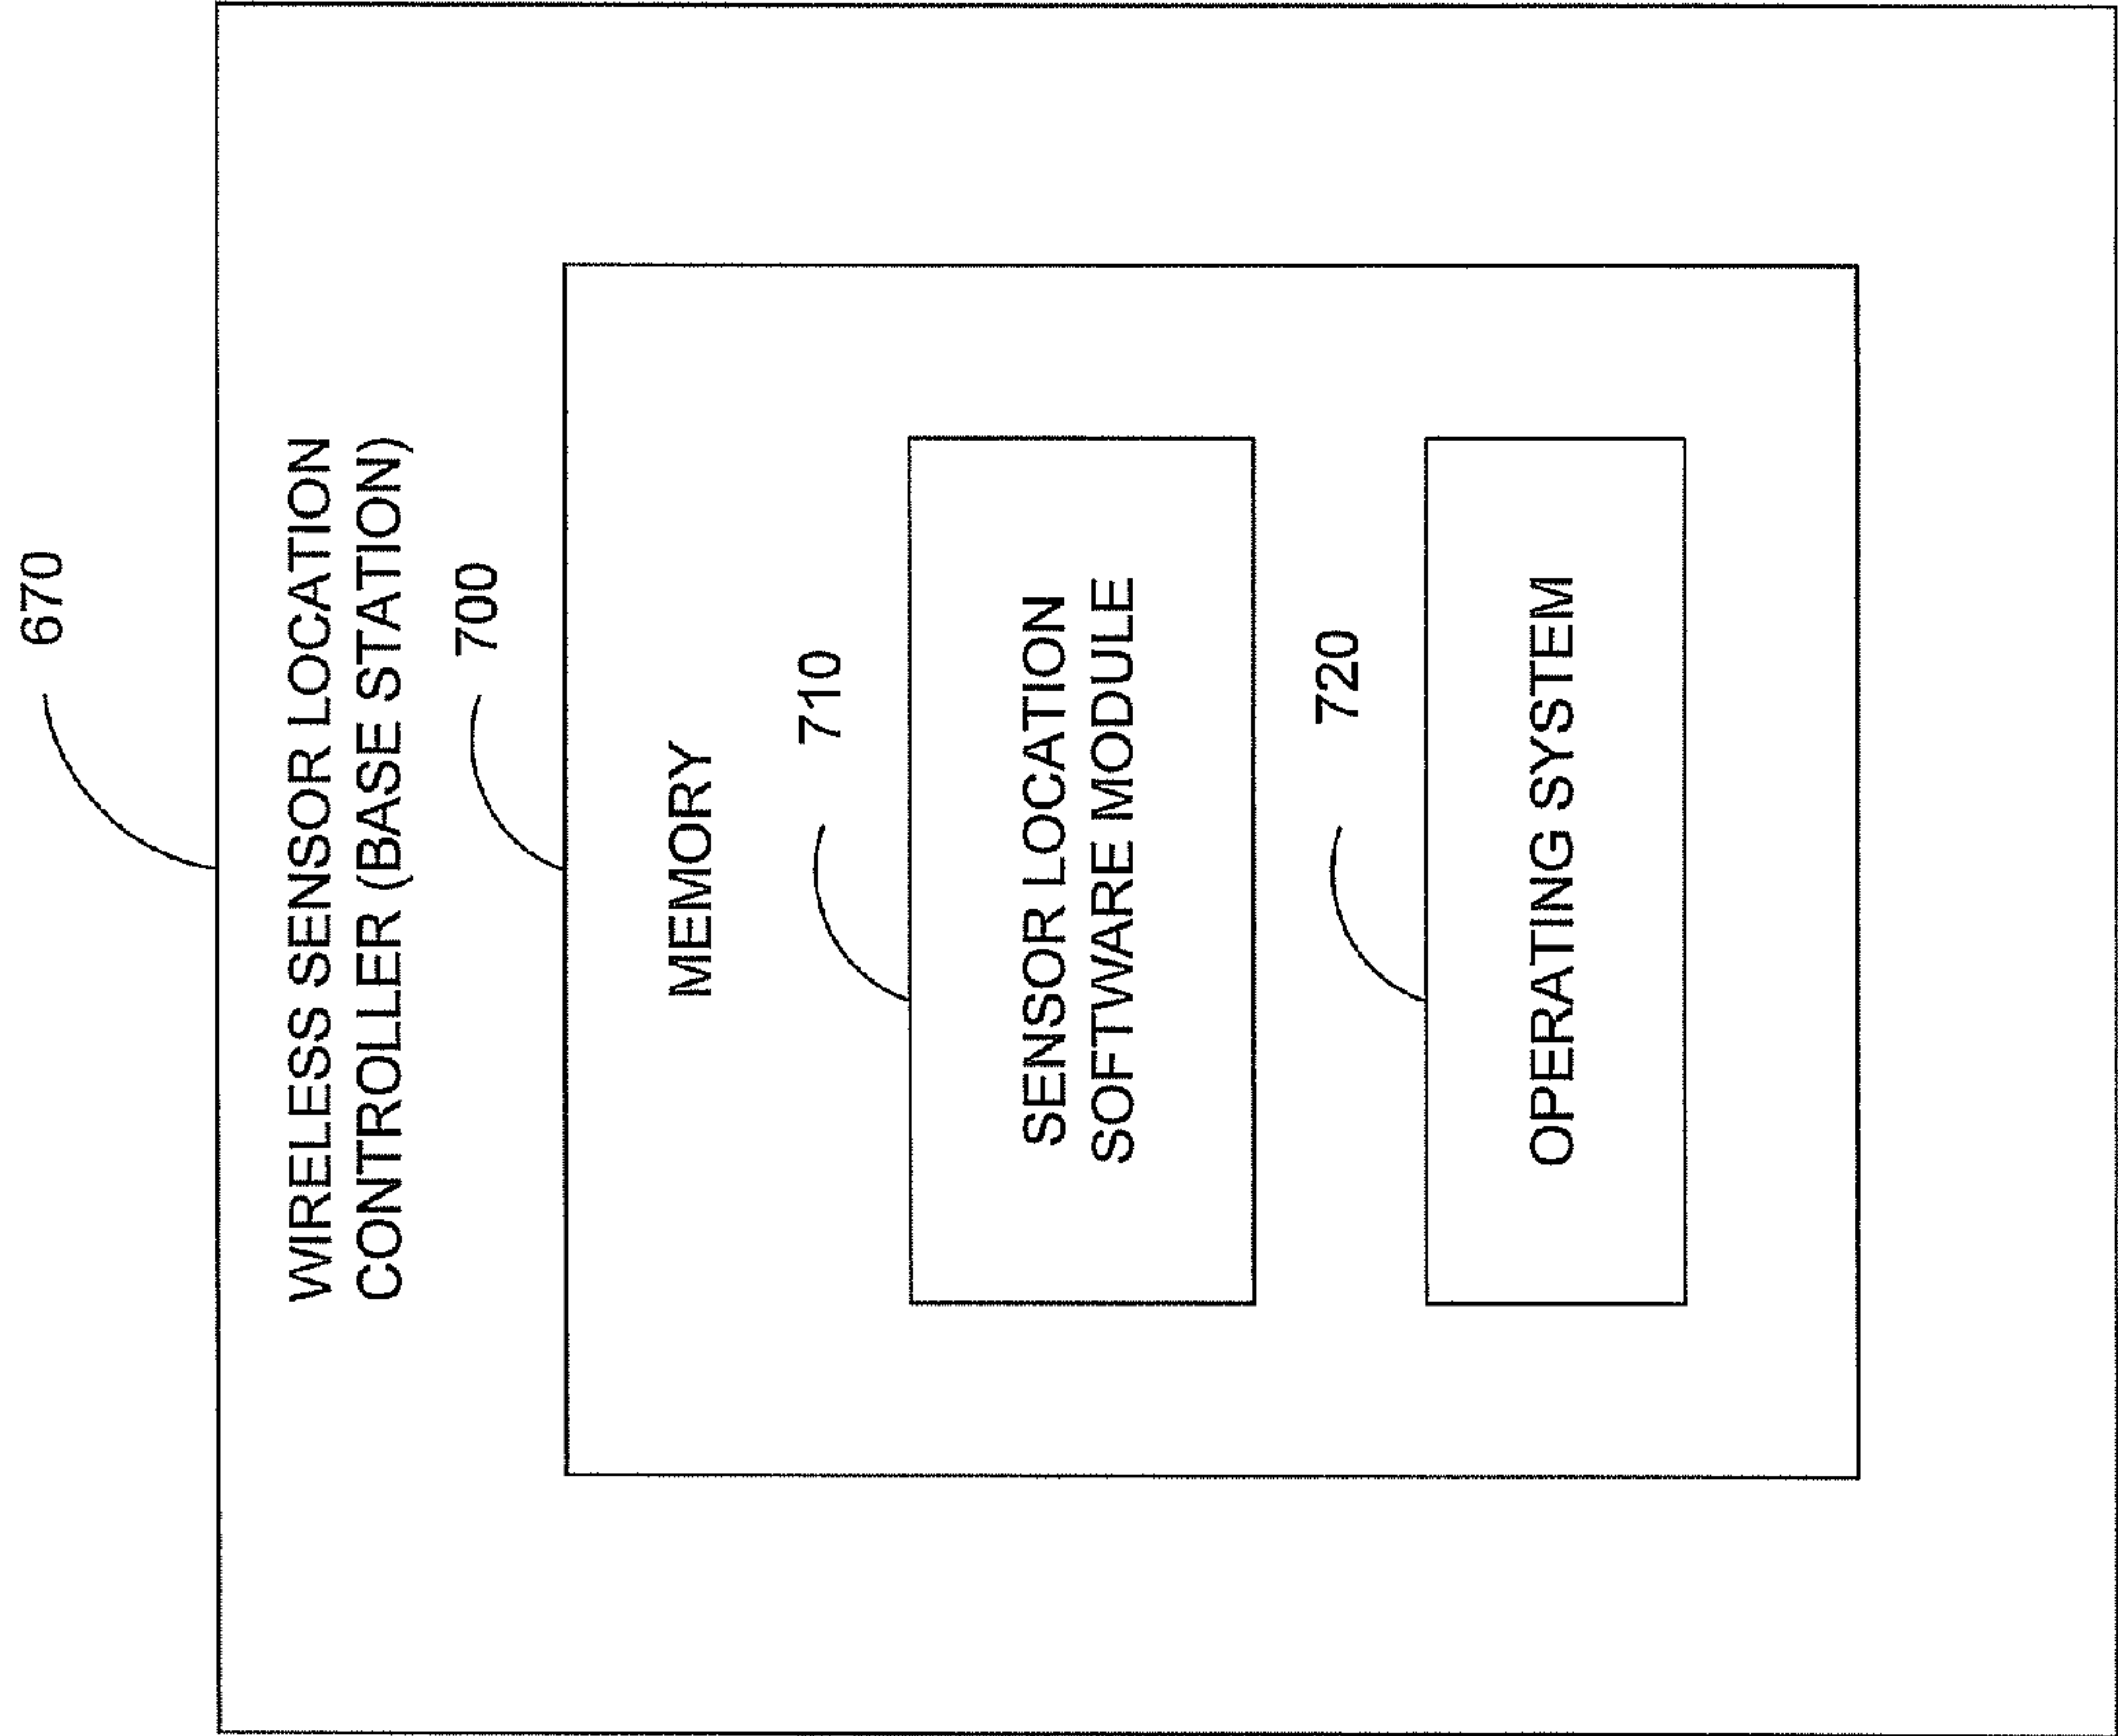 670
WIRELESS SENSOR LOCATION
CONTROLLER (BASE STATION)
700
MEMORY
710
SENSOR LOCATION
SOFTWARE MODULE
720
OPERATING SYSTEM